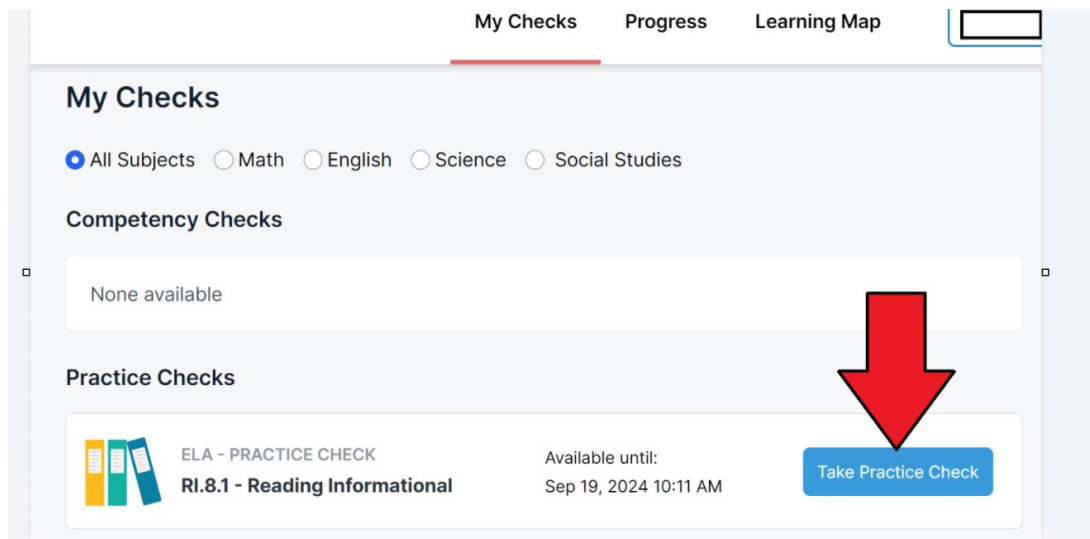 My Checks Progress Learning Map
My Checks
All Subjects Math English Science Social Studies
Competency Checks
None available
Practice Checks
ELA - PRACTICE CHECK
RI.8.1 - Reading Informational
Available until:
Sep 19, 2024 10:11 AM
Take Practice Check